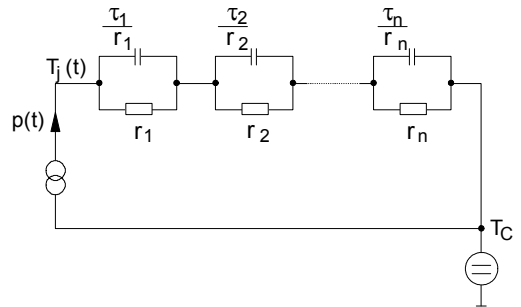 τ1 τ2 τn
r1 r2 rn
Tj(t)
r1 r2 rn
p(t)
TC